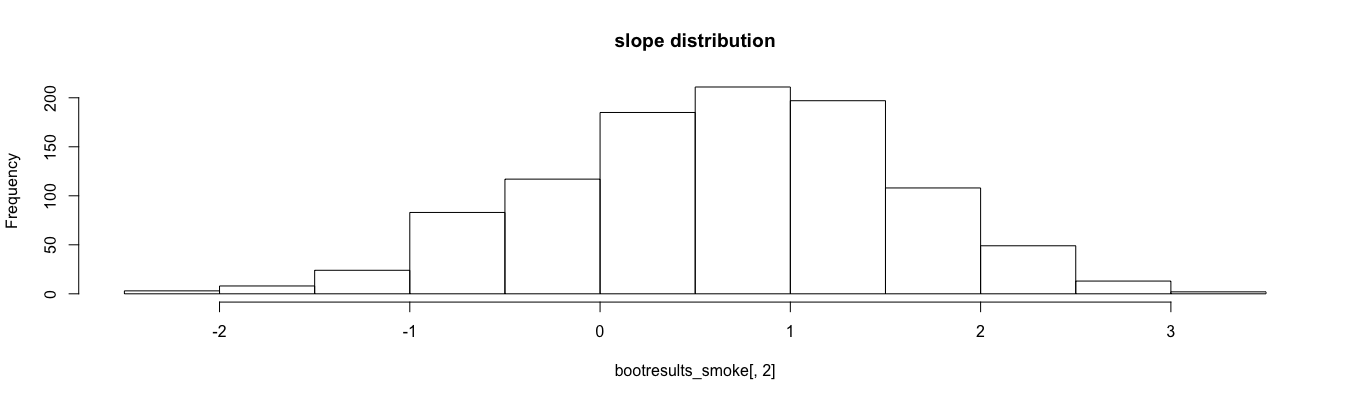 slope distribution
Frequency
200
150
100
50
0
-2 -1 0 1 2 3
bootresults_smoke[, 2]